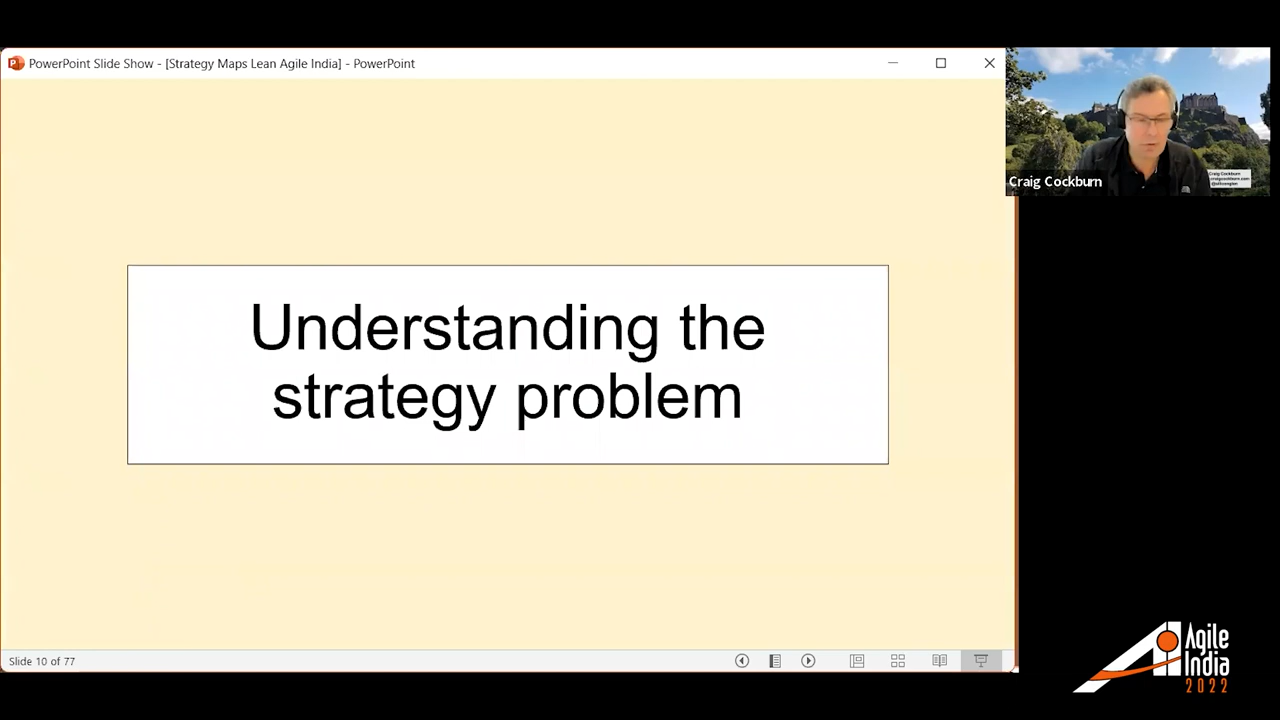 PowerPoint Slide Show - [Strategy Maps Lean Agile India] - PowerPoint
Craig Cockburn
Understanding the
strategy problem
Slide 10 of 77
Agile
India
2022